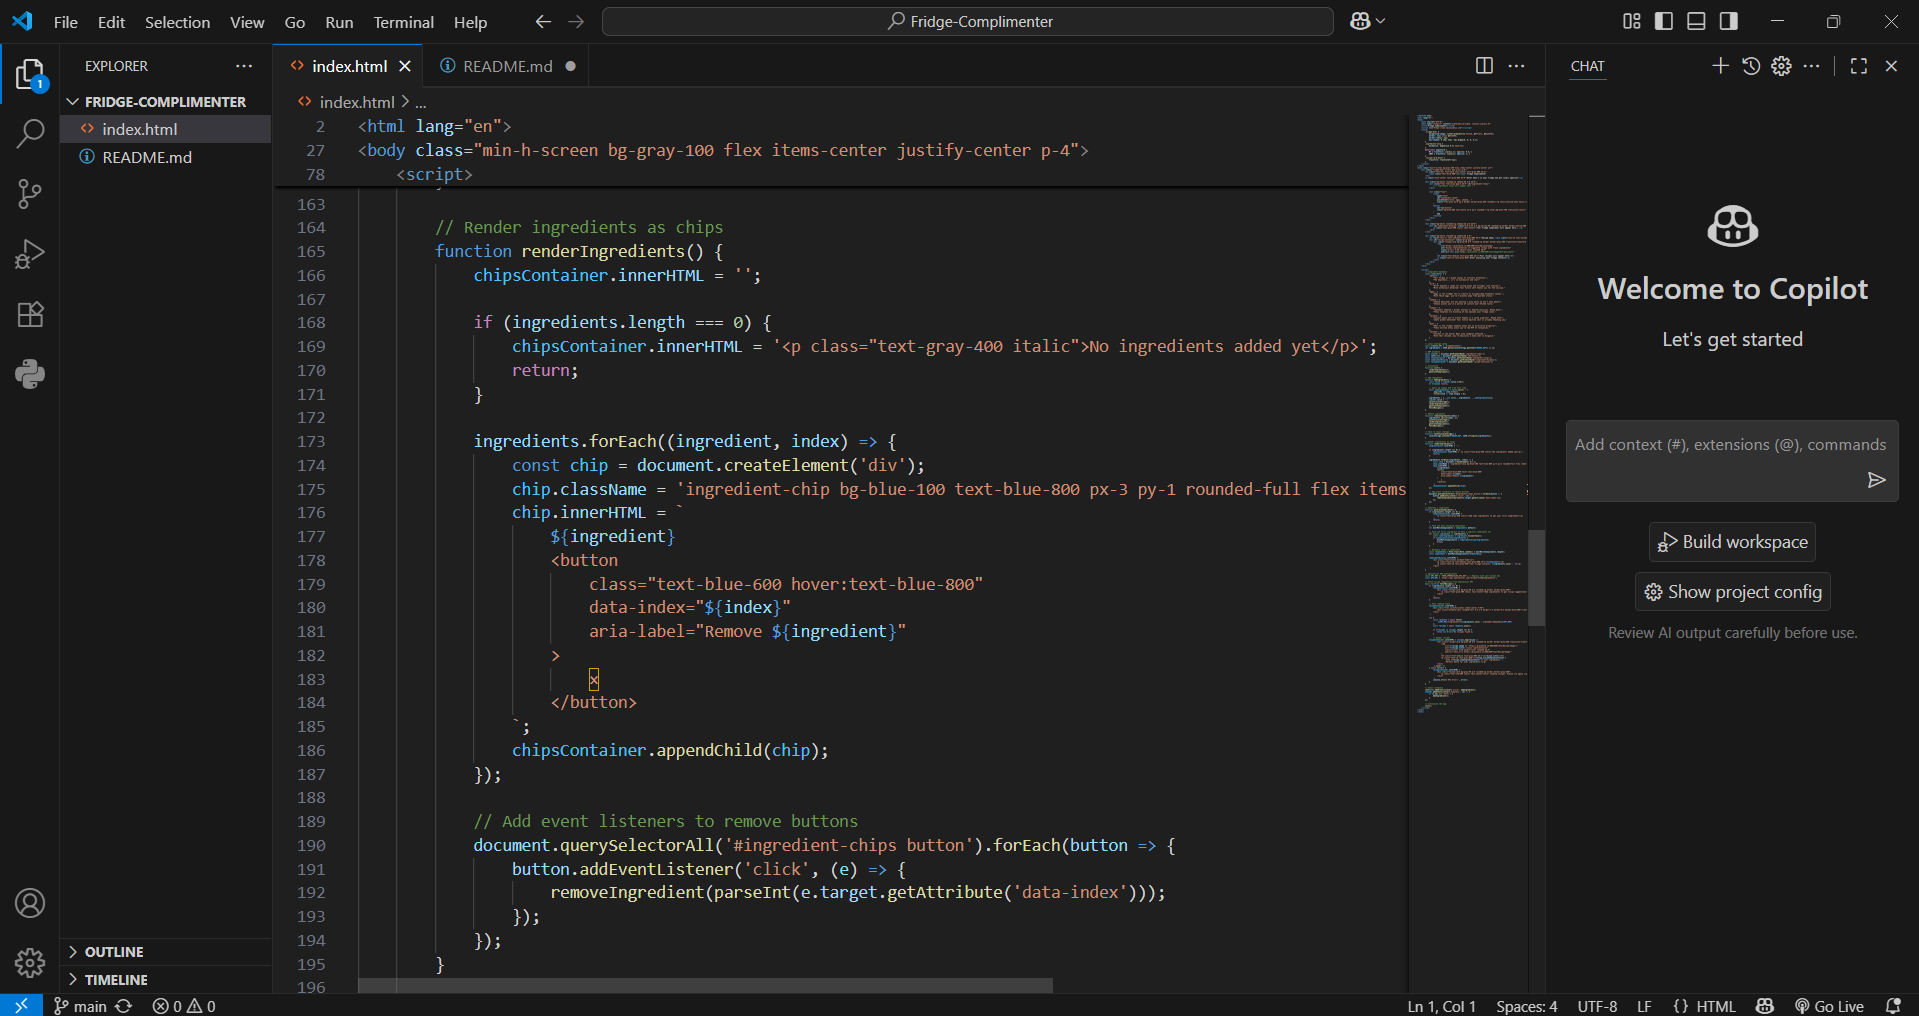 File Edit Selection View Go Run Terminal Help
Fridge-Complimenter
EXPLORER
FRIDGE-COMPLIMENTER
index.html
README.md
OUTLINE
TIMELINE
1
index.html
README.md
index.html > ...
2 <html lang="en">
27 <body class="min-h-screen bg-gray-100 flex items-center justify-center p-4">
78 <script>
163
164 // Render ingredients as chips
165 function renderIngredients() {
166 chipsContainer.innerHTML = '';
167
168 if (ingredients.length === 0) {
169 chipsContainer.innerHTML = '<p class="text-gray-400 italic">No ingredients added yet</p>';
170 return;
171 }
172
173 ingredients.forEach((ingredient, index) => {
174 const chip = document.createElement('div');
175 chip.className = 'ingredient-chip bg-blue-100 text-blue-800 px-3 py-1 rounded-full flex items
176 chip.innerHTML = `
177 ${ingredient}
178 <button
179 class="text-blue-600 hover:text-blue-800"
180 data-index="${index}"
181 aria-label="Remove ${ingredient}"
182 >
183 ×
184 </button>
185 `;
186 chipsContainer.appendChild(chip);
187 });
188
189 // Add event listeners to remove buttons
190 document.querySelectorAll('#ingredient-chips button').forEach(button => {
191 button.addEventListener('click', (e) => {
192 removeIngredient(parseInt(e.target.getAttribute('data-index')));
193 });
194 });
195 }
196
CHAT
Welcome to Copilot
Let's get started
Add context (#), extensions (@), commands
Build workspace
Show project config
Review AI output carefully before use.
main 0 0
Ln 1, Col 1 Spaces: 4 UTF-8 LF {} HTML Go Live